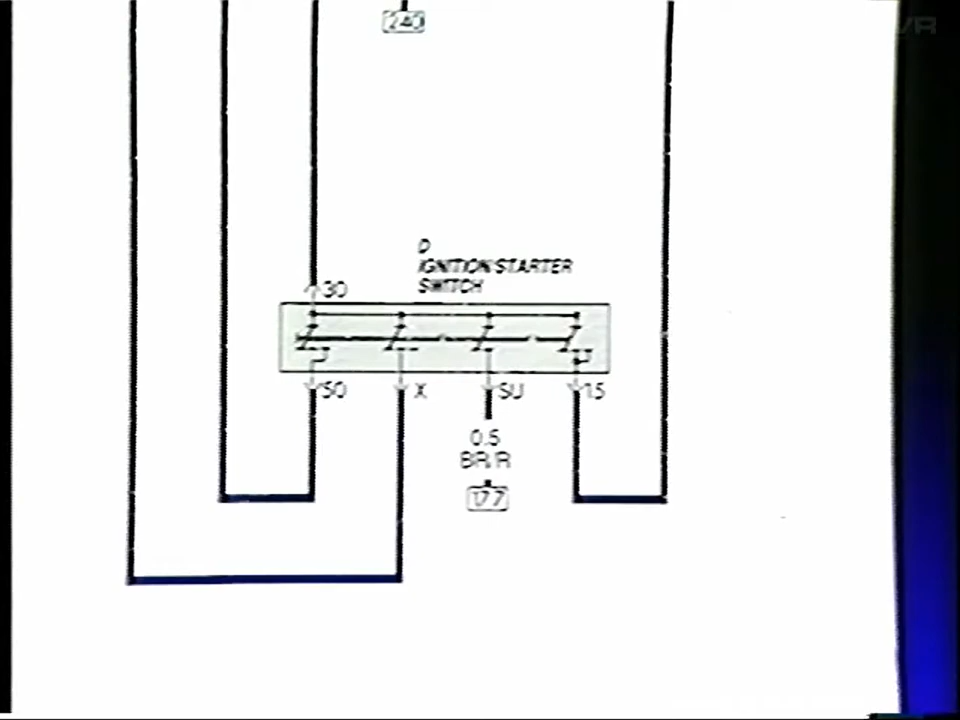 240
D
IGNITION/STARTER
SWITCH
30
50
X
SU
15
0.5
BR/R
177